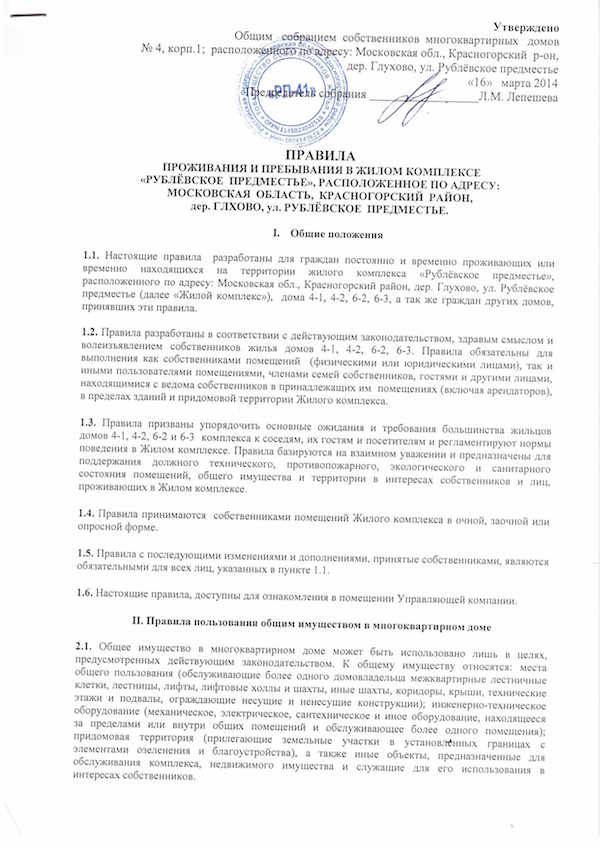 Утверждено
Общим собранием собственников многоквартирных домов
№ 4, корп.1; расположенного по адресу: Московская обл., Красногорский р-он,
дер. Глухово, ул. Рублёвское предместье
«16» марта 2014
Председатель собрания Л.М. Лепешева
«РП-41»
ПРАВИЛА
ПРОЖИВАНИЯ И ПРЕБЫВАНИЯ В ЖИЛОМ КОМПЛЕКСЕ
«РУБЛЁВСКОЕ ПРЕДМЕСТЬЕ», РАСПОЛОЖЕННОЕ ПО АДРЕСУ:
МОСКОВСКАЯ ОБЛАСТЬ, КРАСНОГОРСКИЙ РАЙОН,
дер. ГЛХОВО, ул. РУБЛЁВСКОЕ ПРЕДМЕСТЬЕ.
I. Общие положения
1.1. Настоящие правила разработаны для граждан постоянно и временно проживающих или
временно находящихся на территории жилого комплекса «Рублёвское предместье»,
расположенного по адресу: Московская обл., Красногорский район, дер. Глухово, ул. Рублёвское
предместье (далее «Жилой комплекс»), дома 4-1, 4-2, 6-2, 6-3, а так же граждан других домов,
принявших эти правила.
1.2. Правила разработаны в соответствии с действующим законодательством, здравым смыслом и
волеизъявлением собственников жилья домов 4-1, 4-2, 6-2, 6-3. Правила обязательны для
выполнения как собственниками помещений (физическими или юридическими лицами), так и
иными пользователями помещениями, членами семей собственников, гостями и другими лицами,
находящимися с ведома собственников в принадлежащих им помещениях (включая арендаторов),
в пределах зданий и придомовой территории Жилого комплекса.
1.3. Правила призваны упорядочить основные ожидания и требования большинства жильцов
домов 4-1, 4-2, 6-2 и 6-3 комплекса к соседям, их гостям и посетителям и регламентируют нормы
поведения в Жилом комплексе. Правила базируются на взаимном уважении и предназначены для
поддержания должного технического, противопожарного, экологического и санитарного
состояния помещений, общего имущества и территории в интересах собственников и лиц,
проживающих в Жилом комплексе.
1.4. Правила принимаются собственниками помещений Жилого комплекса в очной, заочной или
опросной форме.
1.5. Правила с последующими изменениями и дополнениями, принятые собственниками, являются
обязательными для всех лиц, указанных в пункте 1.1.
1.6. Настоящие правила, доступны для ознакомления в помещении Управляющей компании.
II. Правила пользования общим имуществом в многоквартирном доме
2.1. Общее имущество в многоквартирном доме может быть использовано лишь в целях,
предусмотренных действующим законодательством. К общему имуществу относятся: места
общего пользования (обслуживающие более одного домовладельца межквартирные лестничные
клетки, лестницы, лифты, лифтовые холлы и шахты, иные шахты, коридоры, крыши, технические
этажи и подвалы, ограждающие несущие и ненесущие конструкции); инженерно-техническое
оборудование (механическое, электрическое, сантехническое и иное оборудование, находящееся
за пределами или внутри общих помещений и обслуживающее более одного помещения);
придомовая территория (прилегающие земельные участки в установленных границах с
элементами озеленения и благоустройства), а также иные объекты, предназначенные для
обслуживания комплекса, недвижимого имущества и служащие для его использования в
интересах собственников.